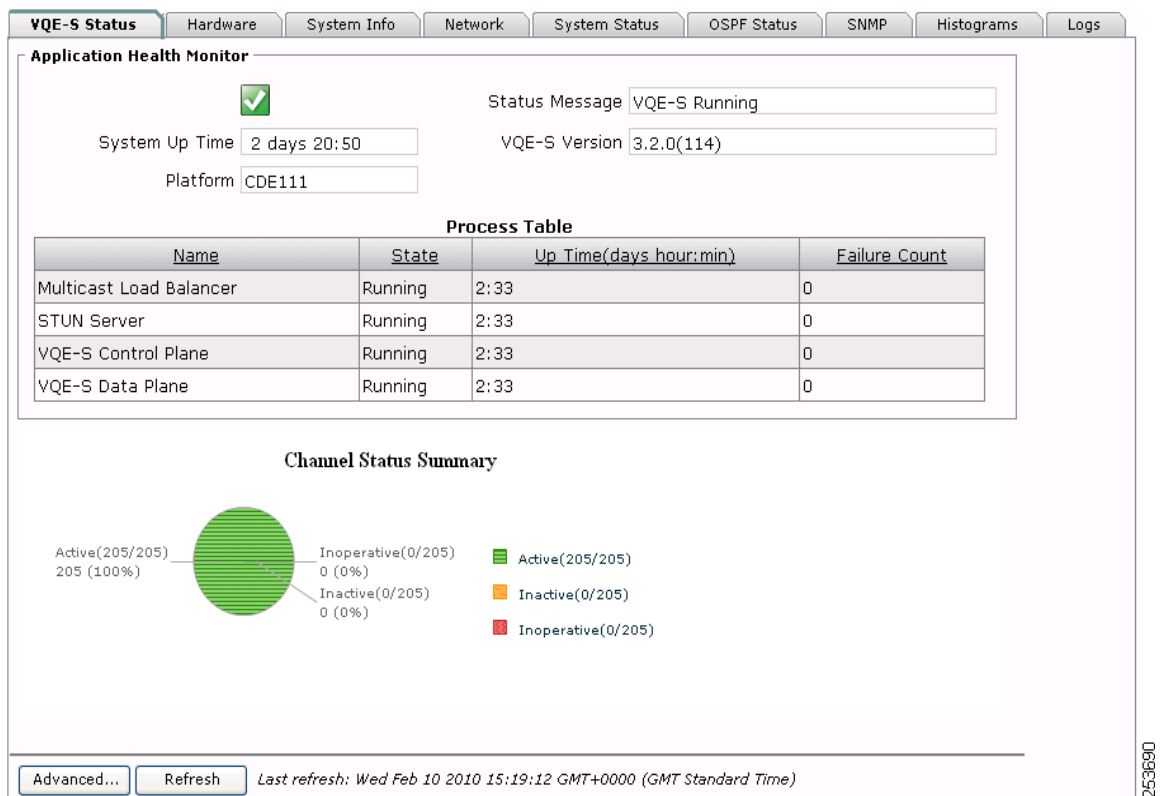 VQE-S Status Hardware System Info Network System Status OSPF Status SNMP Histograms Logs
Application Health Monitor
Status Message VQE-S Running
System Up Time 2 days 20:50 VQE-S Version 3.2.0(114)
Platform CDE111
Process Table
Name State Up Time(days hour:min) Failure Count
Multicast Load Balancer Running 2:33 0
STUN Server Running 2:33 0
VQE-S Control Plane Running 2:33 0
VQE-S Data Plane Running 2:33 0
Channel Status Summary
Active(205/205)
205 (100%)
Inoperative(0/205)
0 (0%)
Inactive(0/205)
0 (0%)
Active(205/205)
Inactive(0/205)
Inoperative(0/205)
Advanced... Refresh Last refresh: Wed Feb 10 2010 15:19:12 GMT+0000 (GMT Standard Time)
253690